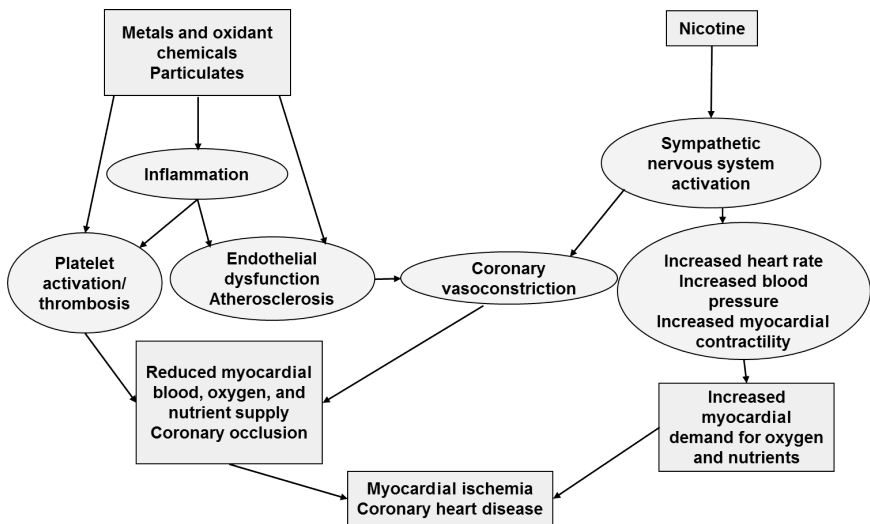 Metals and oxidant
chemicals
Particulates
Nicotine
Inflammation
Sympathetic
nervous system
activation
Platelet
activation/
thrombosis
Endothelial
dysfunction
Atherosclerosis
Coronary
vasoconstriction
Increased heart rate
Increased blood
pressure
Increased myocardial
contractility
Reduced myocardial
blood, oxygen, and
nutrient supply
Coronary occlusion
Increased
myocardial
demand for oxygen
and nutrients
Myocardial ischemia
Coronary heart disease